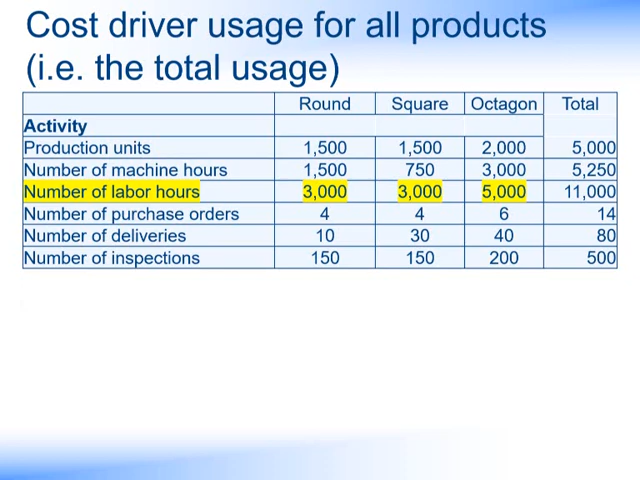 Cost driver usage for all products
(i.e. the total usage)
Round Square Octagon Total
Activity
Production units 1,500 1,500 2,000 5,000
Number of machine hours 1,500 750 3,000 5,250
Number of labor hours 3,000 3,000 5,000 11,000
Number of purchase orders 4 4 6 14
Number of deliveries 10 30 40 80
Number of inspections 150 150 200 500